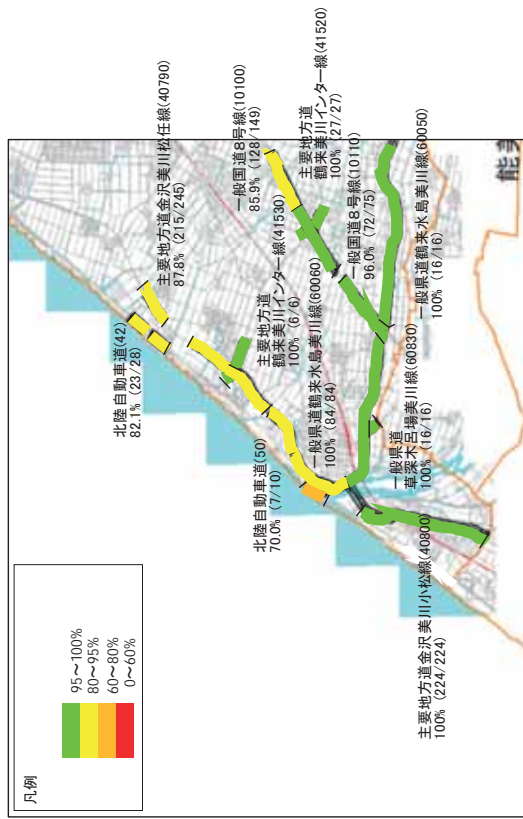 凡例
95～100%
80～95%
60～80%
0～60%
北陸自動車道(42)
82.1% (23/28)
主要地方道金沢美川松任線(40790)
87.8% (215/245)
一般国道8号線(10100)
85.9% (128/149)
主要地方道
鶴来美川インター線(41520)
100% (27/27)
北陸自動車道(50)
70.0% (7/10)
主要地方道
鶴来美川インター線(41530)
100% (6/6)
一般県道鶴来水島美川線(60060)
100% (84/84)
一般国道8号線(10110)
96.0% (72/75)
主要地方道金沢美川小松線(40800)
100% (224/224)
一般県道
草深木呂場美川線(60830)
100% (16/16)
一般県道鶴来水島美川線(60050)
100% (16/16)
能美